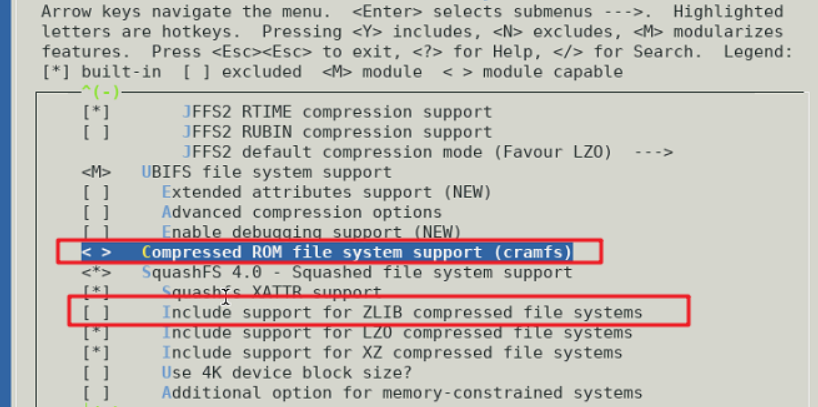 Arrow keys navigate the menu.  <Enter> selects submenus --->.  Highlighted
letters are hotkeys.  Pressing <Y> includes, <N> excludes, <M> modularizes
features.  Press <Esc><Esc> to exit, <?> for Help, </> for Search.  Legend:
[*] built-in  [ ] excluded  <M> module  < > module capable
^(-)
[*]       JFFS2 RTIME compression support
[ ]       JFFS2 RUBIN compression support
          JFFS2 default compression mode (Favour LZO)  --->
<M>   UBIFS file system support
[ ]     Extended attributes support (NEW)
[ ]     Advanced compression options
[ ]     Enable debugging support (NEW)
< >   Compressed ROM file system support (cramfs)
<*>   SquashFS 4.0 - Squashed file system support
[*]     Squashfs XATTR support
[ ]     Include support for ZLIB compressed file systems
[*]     Include support for LZO compressed file systems
[*]     Include support for XZ compressed file systems
[ ]     Use 4K device block size?
[ ]     Additional option for memory-constrained systems